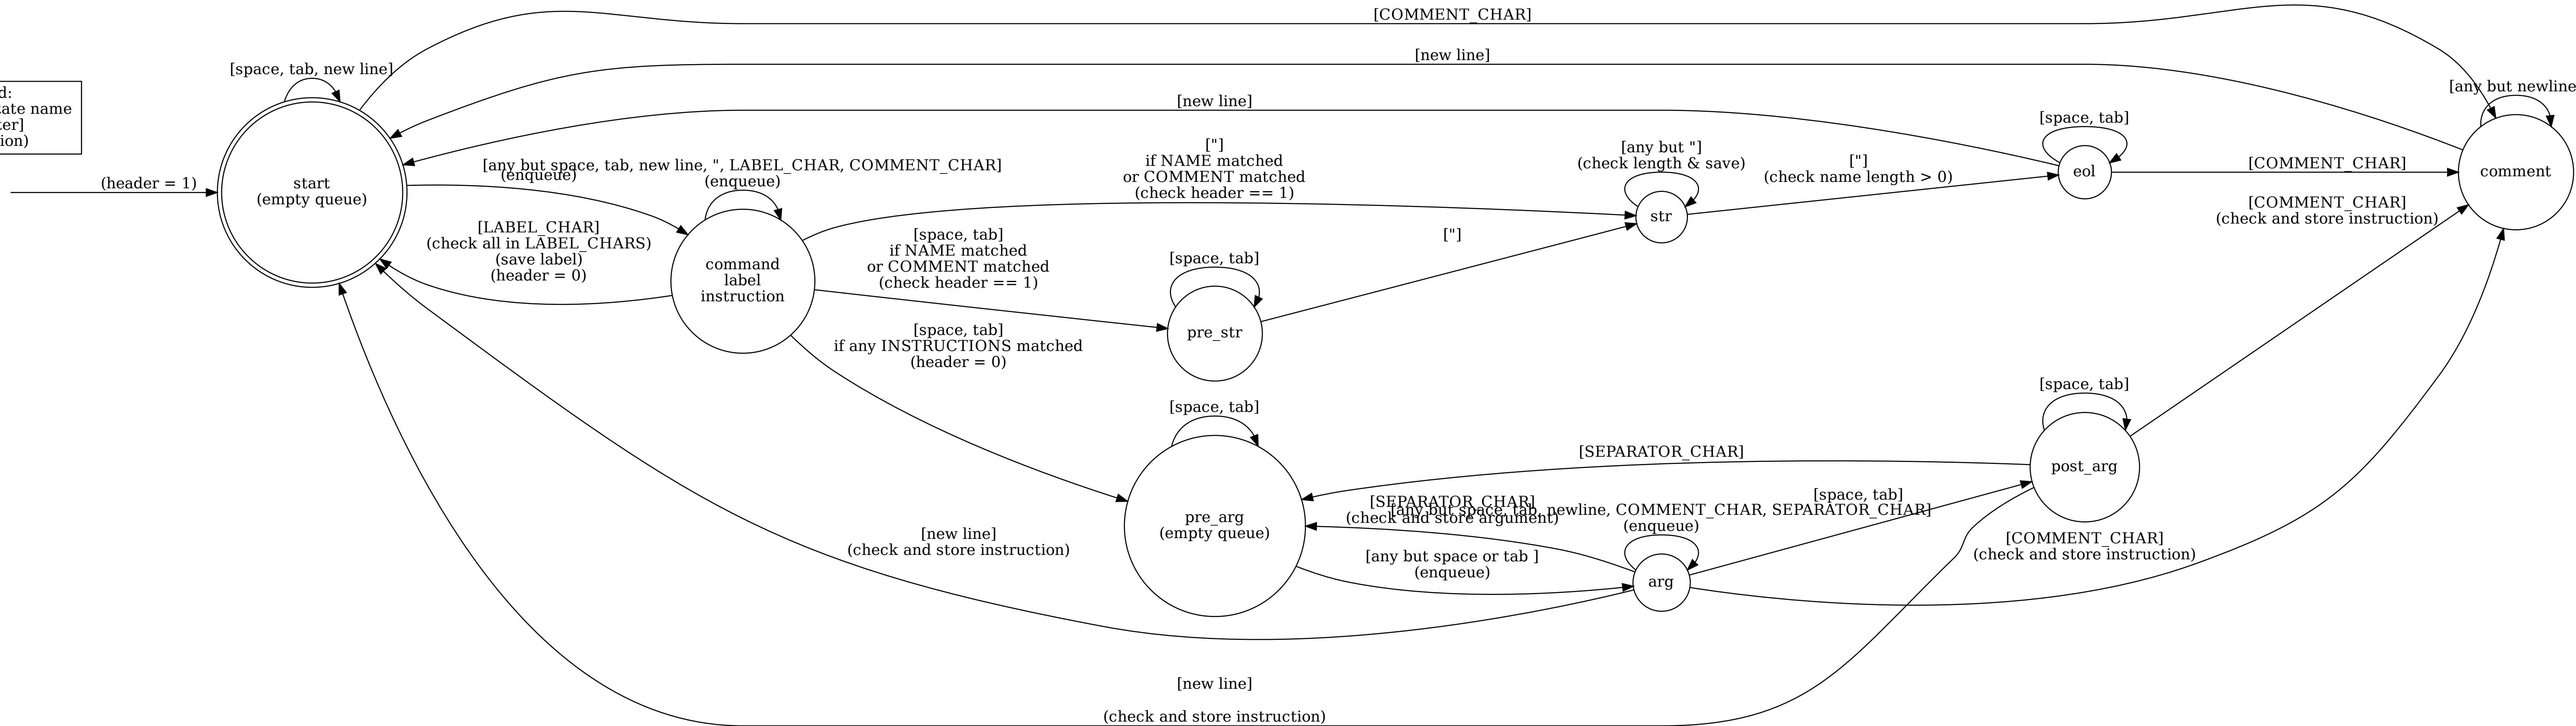 [COMMENT_CHAR]
[new line]
[space, tab, new line]
[any but newline
d:
ate name
ter]
ion)
[new line]
[space, tab]
["]
if NAME matched
or COMMENT matched
(check header == 1)
[any but "]
(check length & save)
["]
(check name length > 0)
[any but space, tab, new line, ", LABEL_CHAR, COMMENT_CHAR]
(enqueue)
(enqueue)
(header = 1)
start
(empty queue)
eol
[COMMENT_CHAR]
comment
[COMMENT_CHAR]
(check and store instruction)
str
[LABEL_CHAR]
(check all in LABEL_CHARS)
(save label)
(header = 0)
[space, tab]
if NAME matched
or COMMENT matched
(check header == 1)
["]
command
label
instruction
[space, tab]
pre_str
[space, tab]
if any INSTRUCTIONS matched
(header = 0)
[space, tab]
[space, tab]
[SEPARATOR_CHAR]
post_arg
pre_arg
(empty queue)
[SEPARATOR_CHAR]
(check and store argument)
[any but space, tab, newline, COMMENT_CHAR, SEPARATOR_CHAR]
(enqueue)
[space, tab]
[new line]
(check and store instruction)
[any but space or tab ]
(enqueue)
arg
[COMMENT_CHAR]
(check and store instruction)
[new line]
(check and store instruction)